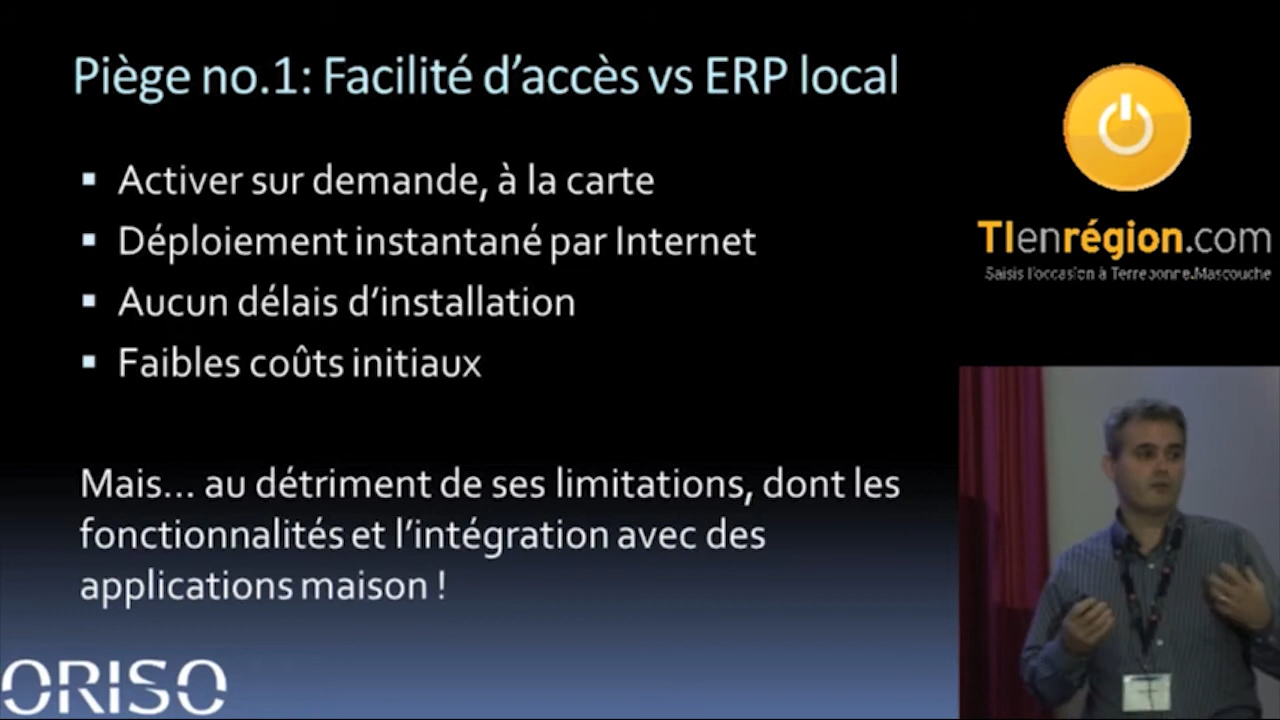 Piège no.1: Facilité d'accès vs ERP local
▪ Activer sur demande, à la carte
▪ Déploiement instantané par Internet
▪ Aucun délais d'installation
▪ Faibles coûts initiaux
Mais... au détriment de ses limitations, dont les
fonctionnalités et l'intégration avec des
applications maison !
TIenrégion.com
Saisis l'occasion à Terrebonne.Mascouche
ORISO